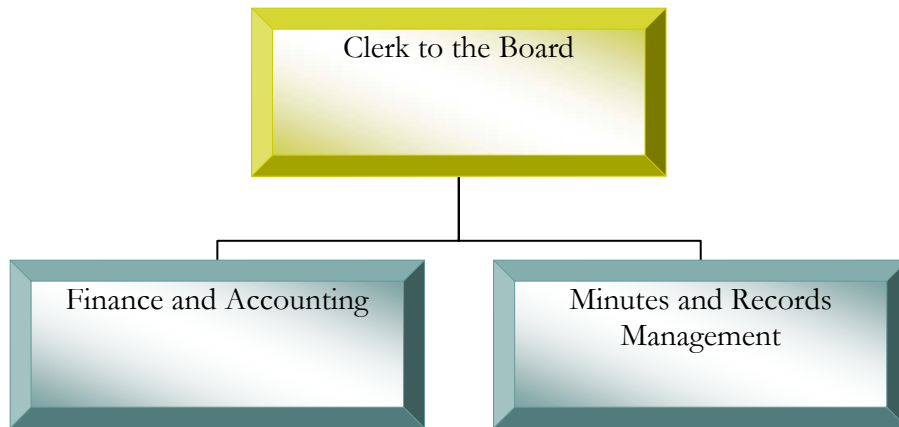 Clerk to the Board
Finance and Accounting
Minutes and Records
Management